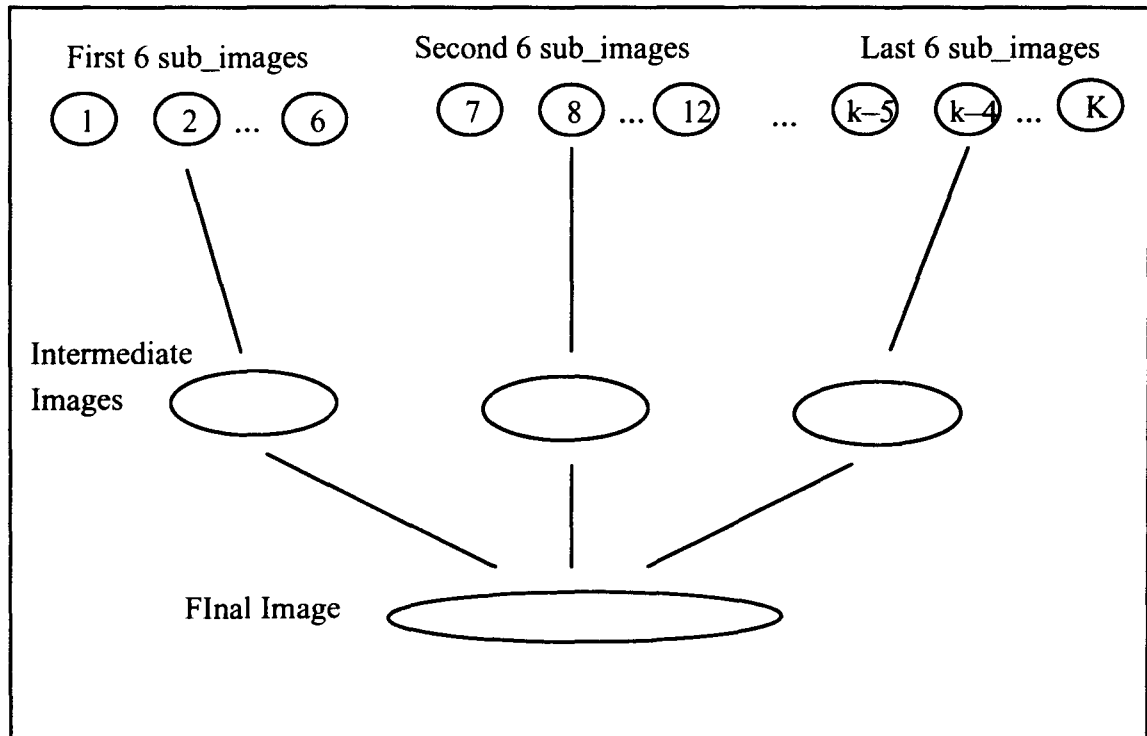 First 6 sub_images
Second 6 sub_images
Last 6 sub_images
1 2 ... 6 7 8 ... 12 ... k–5 k–4 ... K
Intermediate
Images
FInal Image